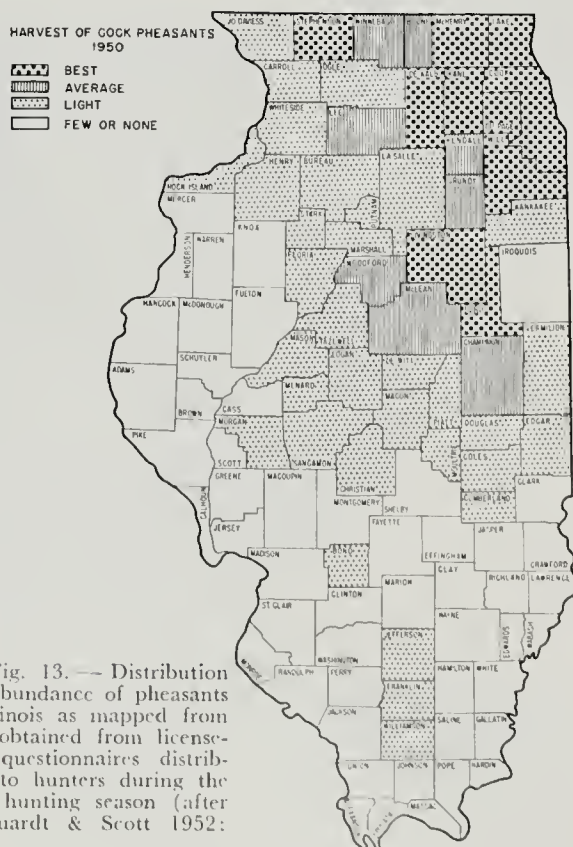 HARVEST OF COCK PHEASANTS
1950
BEST
AVERAGE
LIGHT
FEW OR NONE
JO DAVIESS
STEPHENSON
WINNEBAGO
McHENRY
LAKE
CARROLL
OGLE
DE KALB
KANE
COOK
WHITESIDE
LEE
KENDALL
WILL
ROCK ISLAND
HENRY
BUREAU
LA SALLE
GRUNDY
KANKAKEE
MERCER
STARK
PUTNAM
MARSHALL
LIVINGSTON
IROQUOIS
HENDERSON
WARREN
KNOX
PEORIA
WOODFORD
McLEAN
FORD
HANCOCK
McDONOUGH
FULTON
TAZEWELL
MASON
LOGAN
DE WITT
CHAMPAIGN
VERMILION
ADAMS
SCHUYLER
MENARD
MACON
PIATT
BROWN
CASS
MORGAN
SANGAMON
DOUGLAS
EDGAR
PIKE
SCOTT
CHRISTIAN
MOULTRIE
COLES
CLARK
CALHOUN
GREENE
MACOUPIN
MONTGOMERY
SHELBY
CUMBERLAND
JERSEY
FAYETTE
EFFINGHAM
JASPER
CRAWFORD
MADISON
BOND
CLAY
RICHLAND
LAWRENCE
CLINTON
MARION
ST. CLAIR
WAYNE
EDWARDS
WABASH
MONROE
WASHINGTON
JEFFERSON
RANDOLPH
PERRY
HAMILTON
WHITE
FRANKLIN
JACKSON
WILLIAMSON
SALINE
GALLATIN
UNION
JOHNSON
POPE
HARDIN
MASSAC
ig. 13. — Distribution
bundance of pheasants
inois as mapped from
obtained from license-
questionnaires distrib-
to hunters during the
hunting season (after
uardt & Scott 1952: